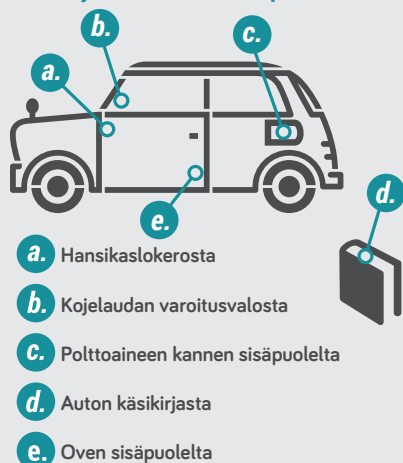 b.
c.
a.
d.
e.
a. Hansikaslokerosta
b. Kojelaudan varoitusvalosta
c. Polttoaineen kannen sisäpuolelta
d. Auton käsikirjasta
e. Oven sisäpuolelta